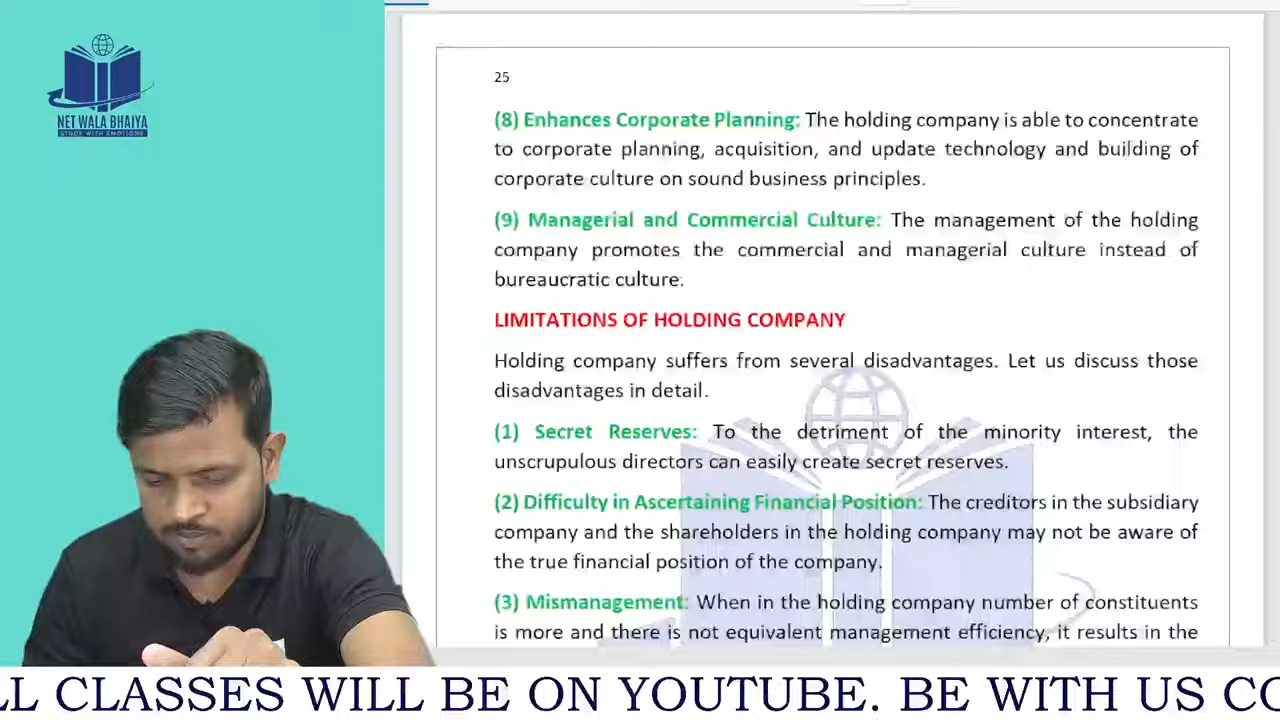 NET WALA BHAIYA
STUDY WITH EMOTIONS
25
(8) Enhances Corporate Planning: The holding company is able to concentrate
to corporate planning, acquisition, and update technology and building of
corporate culture on sound business principles.
(9) Managerial and Commercial Culture: The management of the holding
company promotes the commercial and managerial culture instead of
bureaucratic culture.
LIMITATIONS OF HOLDING COMPANY
Holding company suffers from several disadvantages. Let us discuss those
disadvantages in detail.
(1) Secret Reserves: To the detriment of the minority interest, the
unscrupulous directors can easily create secret reserves.
(2) Difficulty in Ascertaining Financial Position: The creditors in the subsidiary
company and the shareholders in the holding company may not be aware of
the true financial position of the company.
(3) Mismanagement: When in the holding company number of constituents
is more and there is not equivalent management efficiency, it results in the
LL CLASSES WILL BE ON YOUTUBE. BE WITH US CO